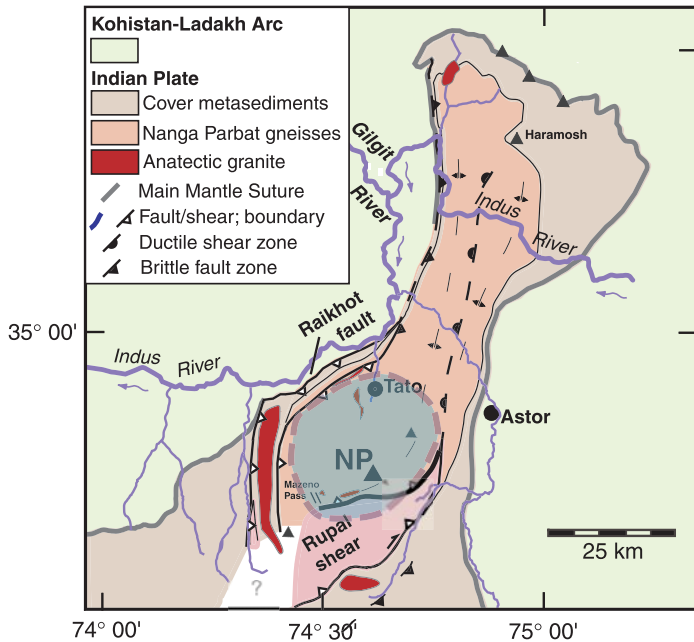 Kohistan-Ladakh Arc
Indian Plate
Cover metasediments
Nanga Parbat gneisses
Anatectic granite
Main Mantle Suture
Fault/shear; boundary
Ductile shear zone
Brittle fault zone
Gilgit
River
Haramosh
Indus
River
35° 00'
Raikhot
fault
Indus River
Tato
Astor
NP
Mazeno
Pass
Rupal
shear
25 km
?
74° 00'
74° 30'
75° 00'